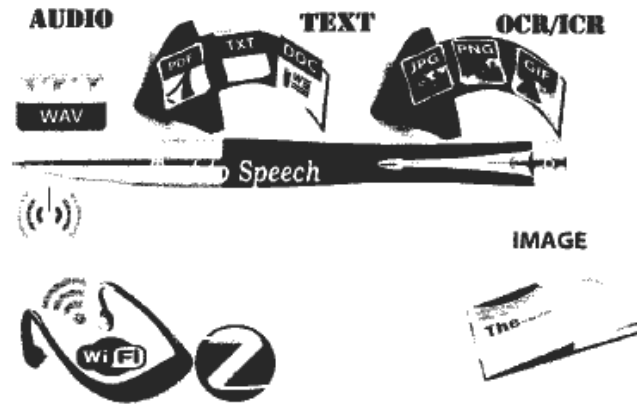 AUDIO TEXT OCR/ICR
PDF TXT DOC JPG PNG GIF
WAV
Speech
IMAGE
The
Wi Fi
Z